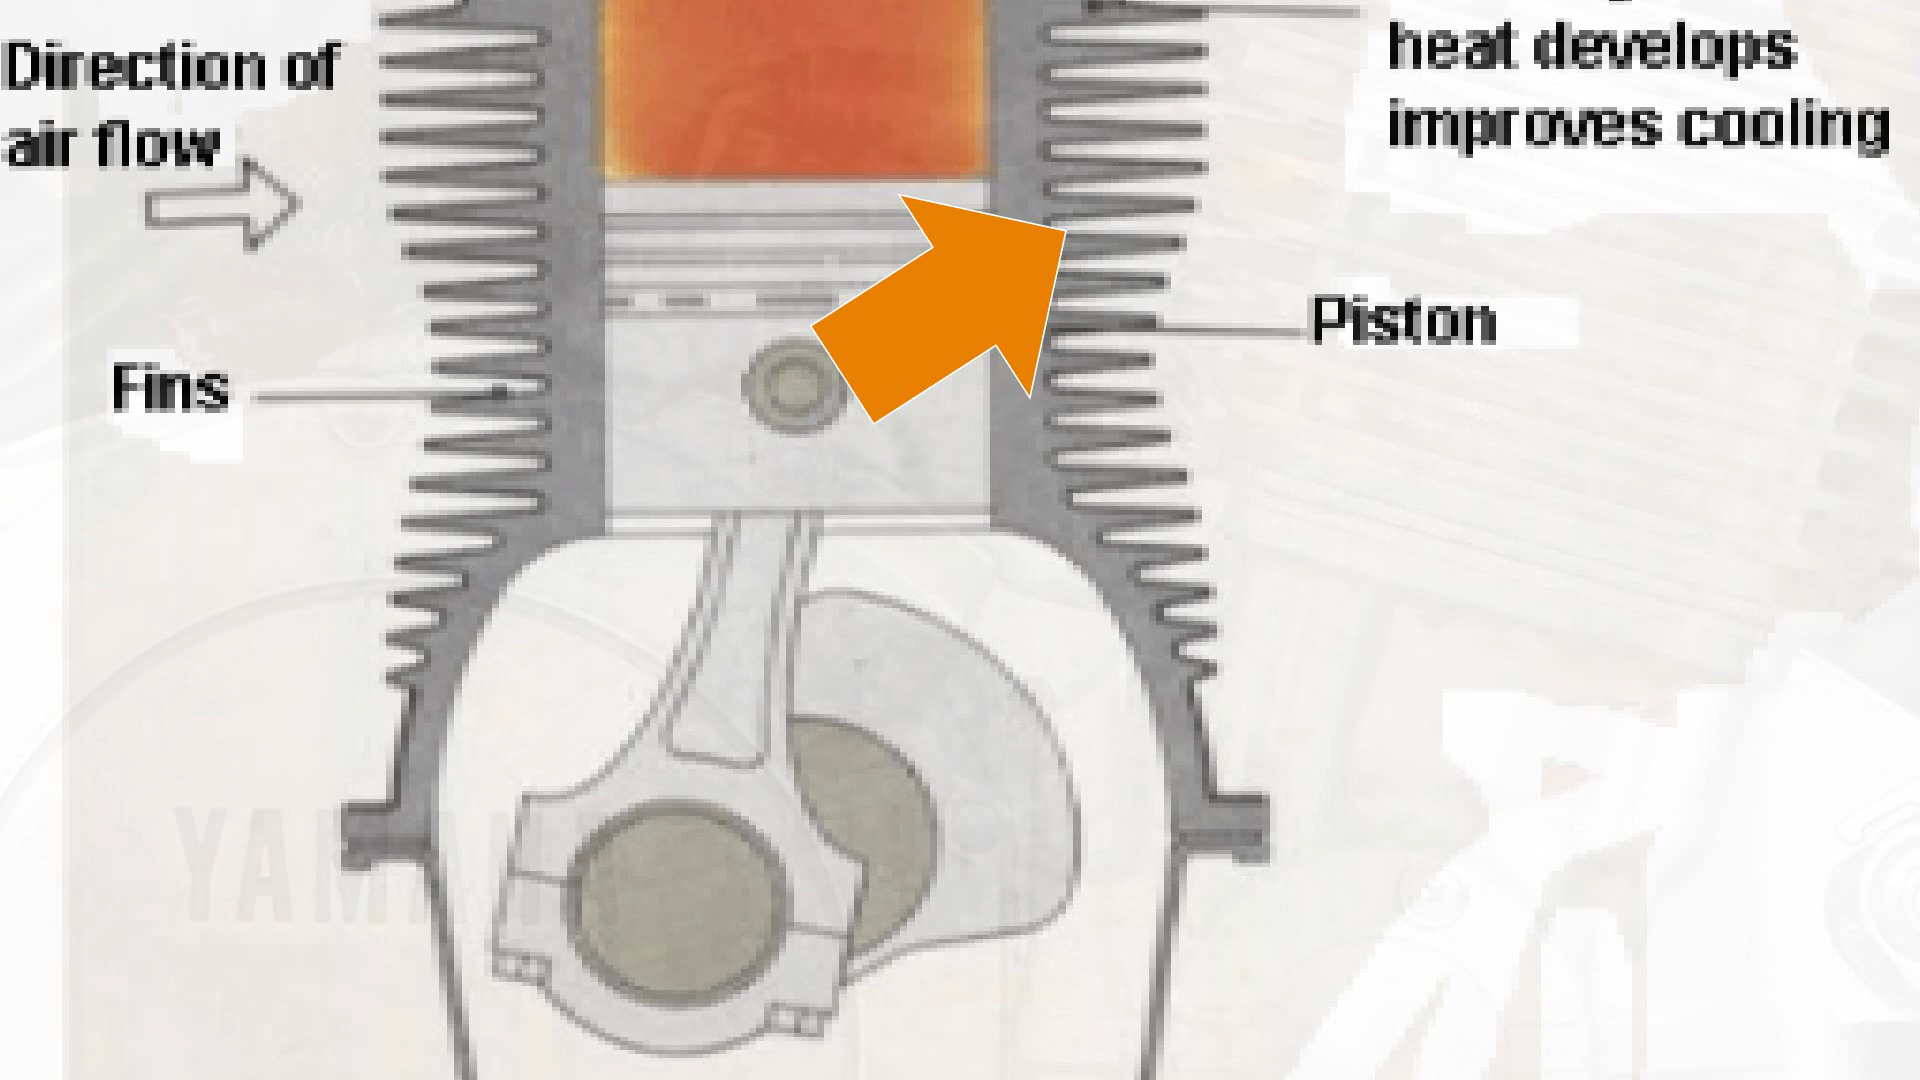 Direction of
air flow
heat develops
improves cooling
Piston
Fins